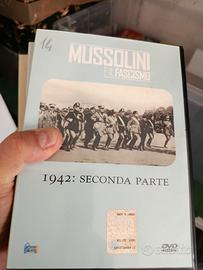 14
MUSSOLINI
E IL FASCISMO
1942: SECONDA PARTE
DVD